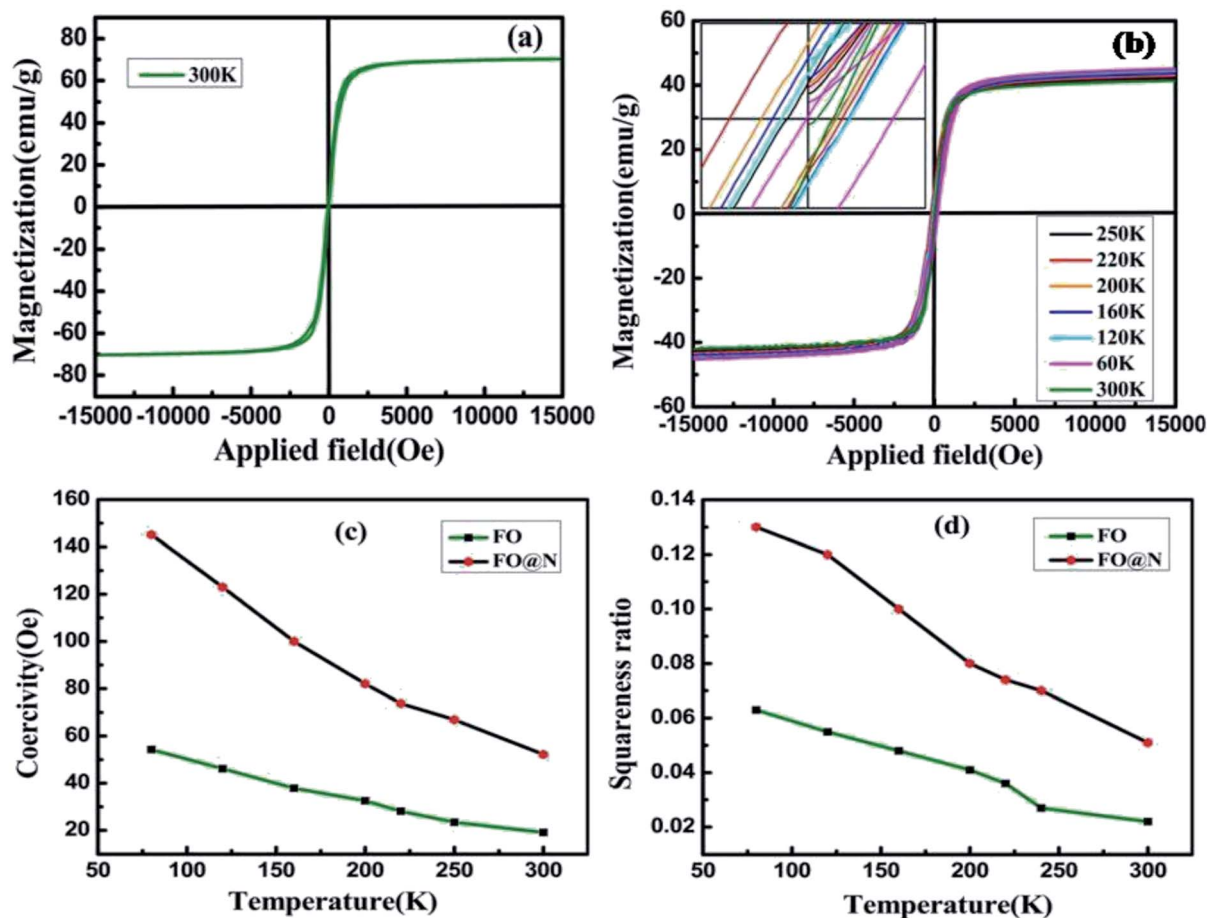 (a)
300K
Magnetization(emu/g)
80
60
40
20
0
-20
-40
-60
-80
-15000 -10000 -5000 0 5000 10000 15000
Applied field(Oe)
(b)
Magnetization(emu/g)
60
40
20
0
-20
-40
-60
250K
220K
200K
160K
120K
60K
300K
-15000 -10000 -5000 0 5000 10000 15000
Applied field(Oe)
(c)
FO
FO@N
Coercivity(Oe)
160
140
120
100
80
60
40
20
50 100 150 200 250 300
Temperature(K)
(d)
FO
FO@N
Squareness ratio
0.14
0.12
0.10
0.08
0.06
0.04
0.02
50 100 150 200 250 300
Temperature(K)